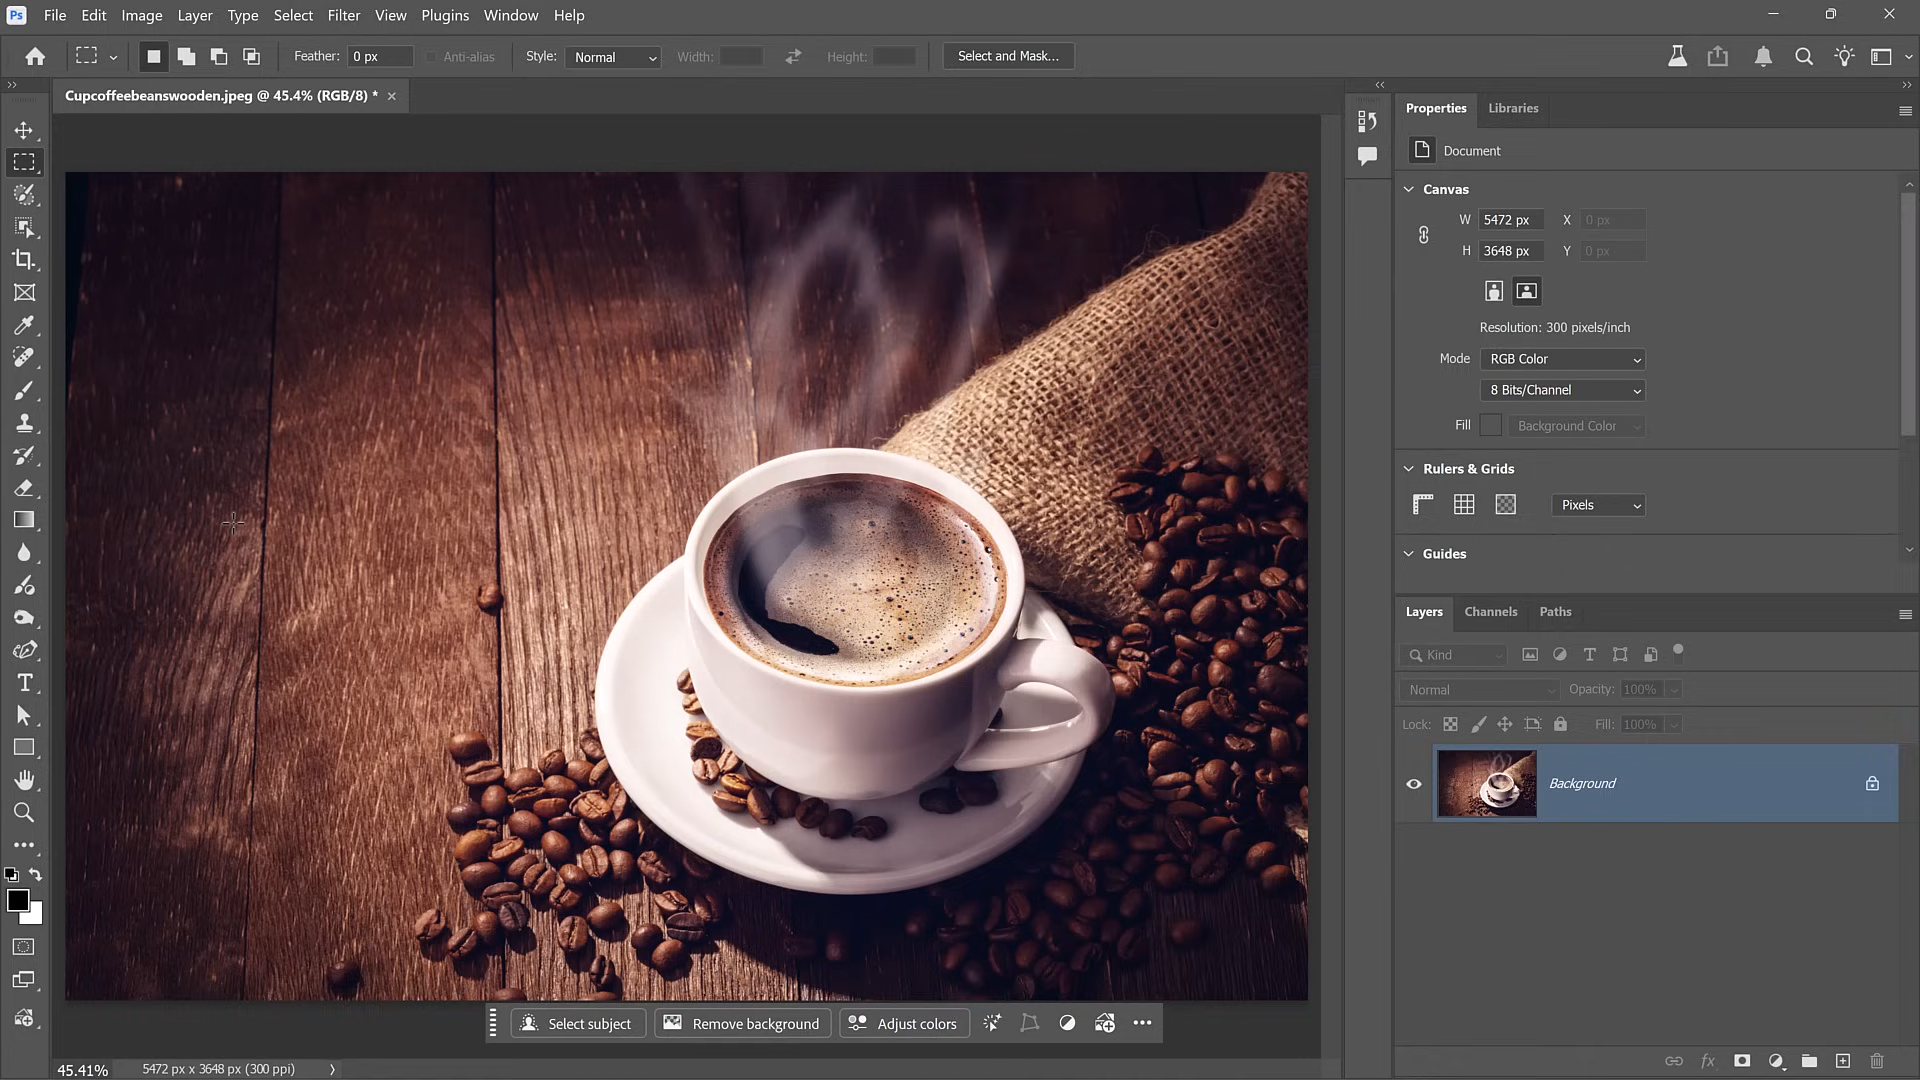 Ps File Edit Image Layer Type Select Filter View Plugins Window Help
Feather: 0 px Anti-alias Style: Normal Width: Height: Select and Mask...
Cupcoffeebeanswooden.jpeg @ 45.4% (RGB/8) *
Properties Libraries
Document
Canvas
W 5472 px X 0 px
H 3648 px Y 0 px
Resolution: 300 pixels/inch
Mode RGB Color
8 Bits/Channel
Fill Background Color
Rulers & Grids
Pixels
Guides
Layers Channels Paths
Kind
Normal Opacity: 100%
Lock: Fill: 100%
Background
Select subject Remove background Adjust colors
45.41% 5472 px x 3648 px (300 ppi)
fx